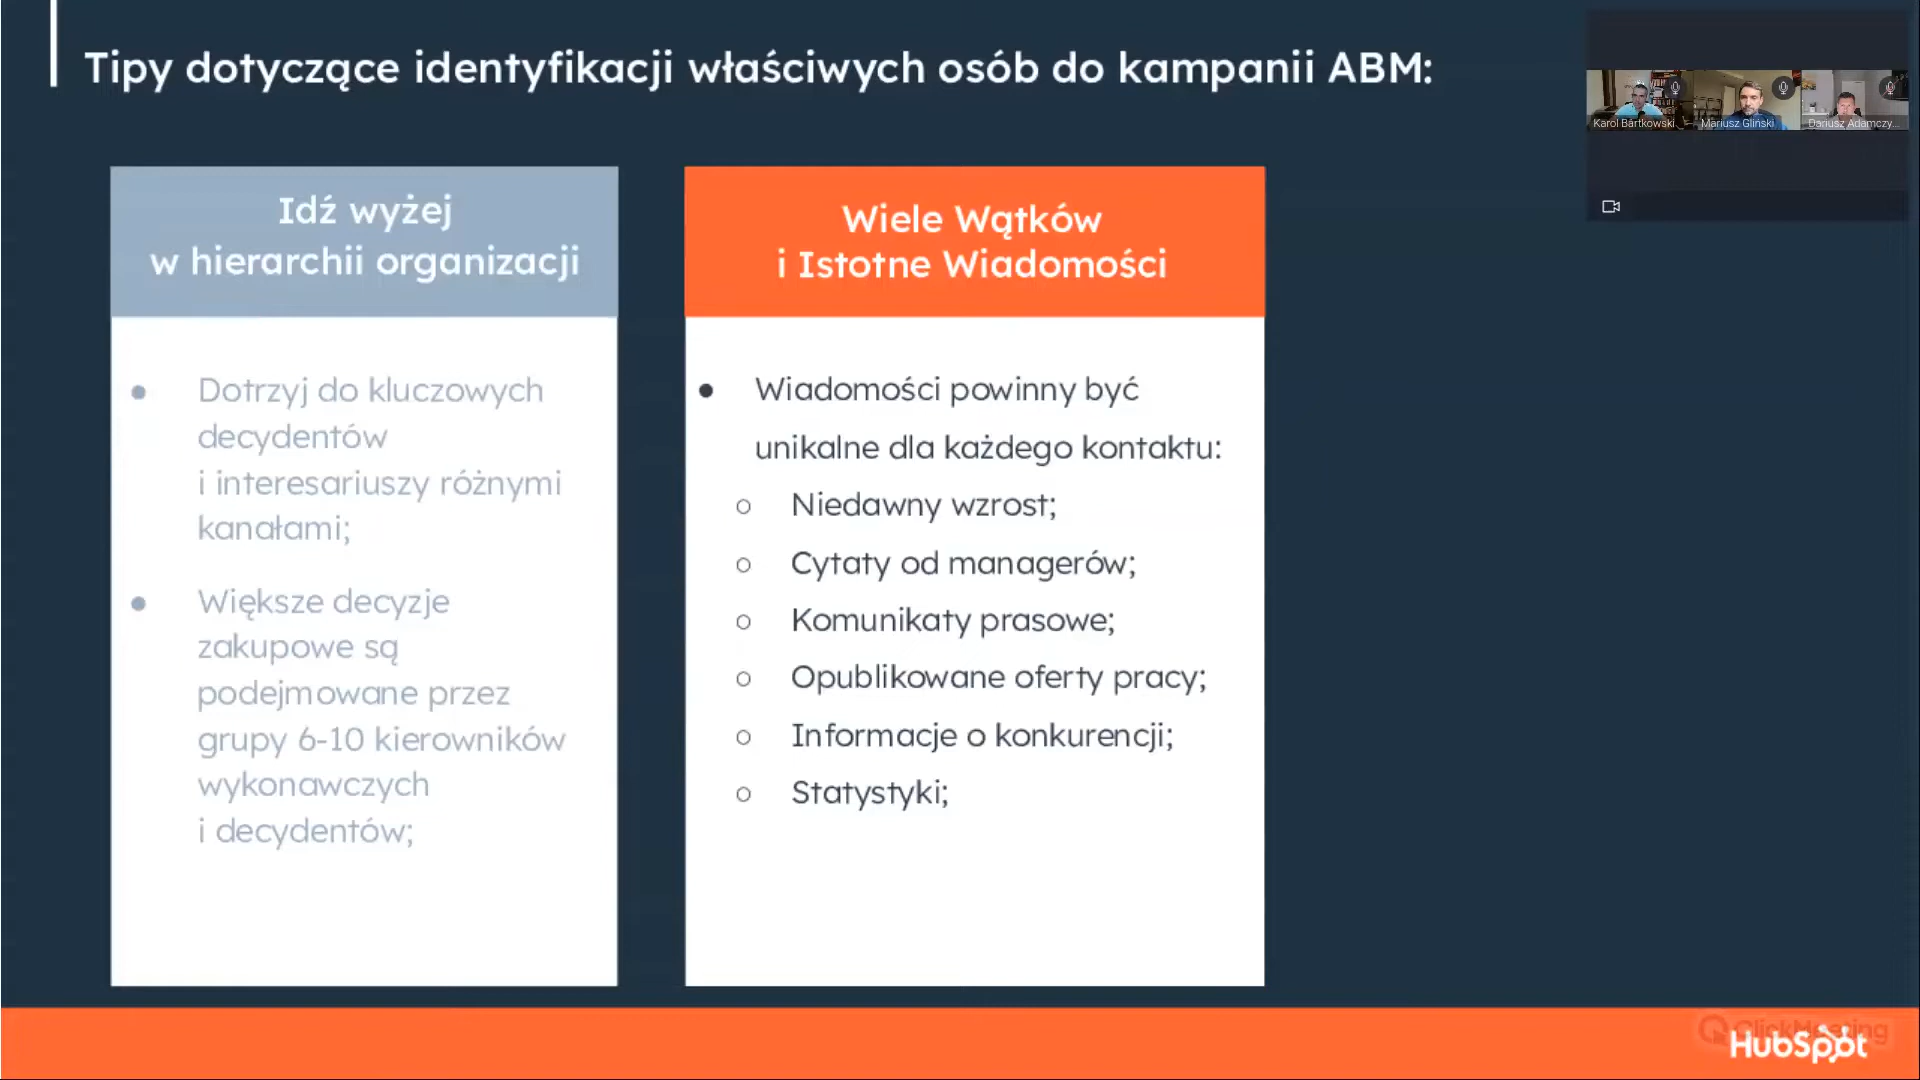 Tipy dotyczące identyfikacji właściwych osób do kampanii ABM:
Karol Bartkowski
Mariusz Gliński
Dariusz Adamczy...
Idź wyżej
w hierarchii organizacji
● Dotrzyj do kluczowych
decydentów
i interesariuszy różnymi
kanałami;
● Większe decyzje
zakupowe są
podejmowane przez
grupy 6-10 kierowników
wykonawczych
i decydentów;
Wiele Wątków
i Istotne Wiadomości
● Wiadomości powinny być
unikalne dla każdego kontaktu:
○ Niedawny wzrost;
○ Cytaty od managerów;
○ Komunikaty prasowe;
○ Opublikowane oferty pracy;
○ Informacje o konkurencji;
○ Statystyki;
ClickMeeting
HubSpot